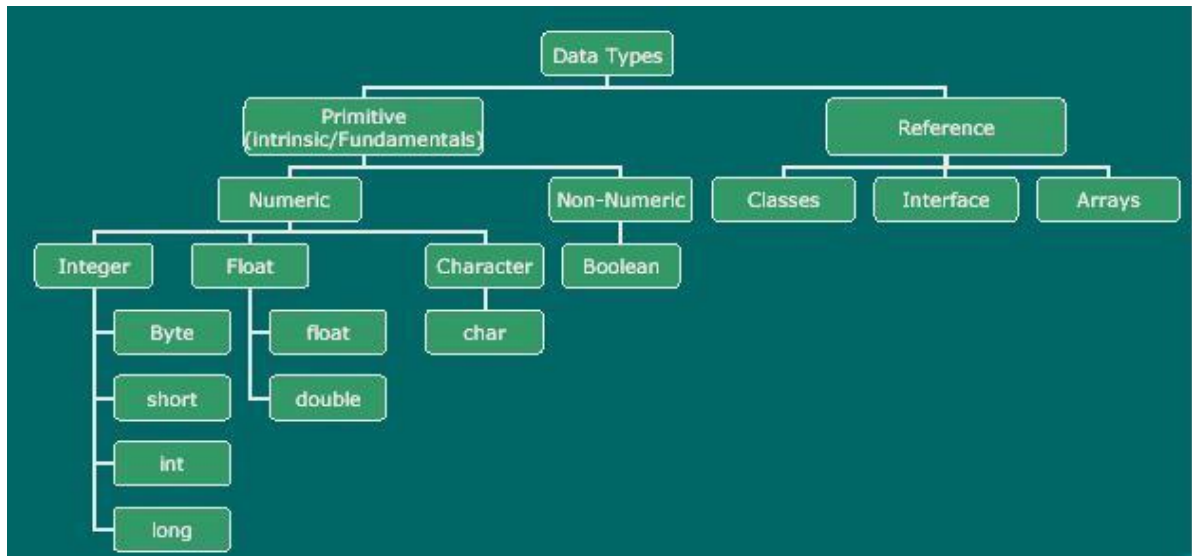 Data Types
Primitive
(intrinsic/Fundamentals)
Reference
Numeric
Non-Numeric
Classes
Interface
Arrays
Integer
Float
Character
Boolean
Byte
float
char
short
double
int
long